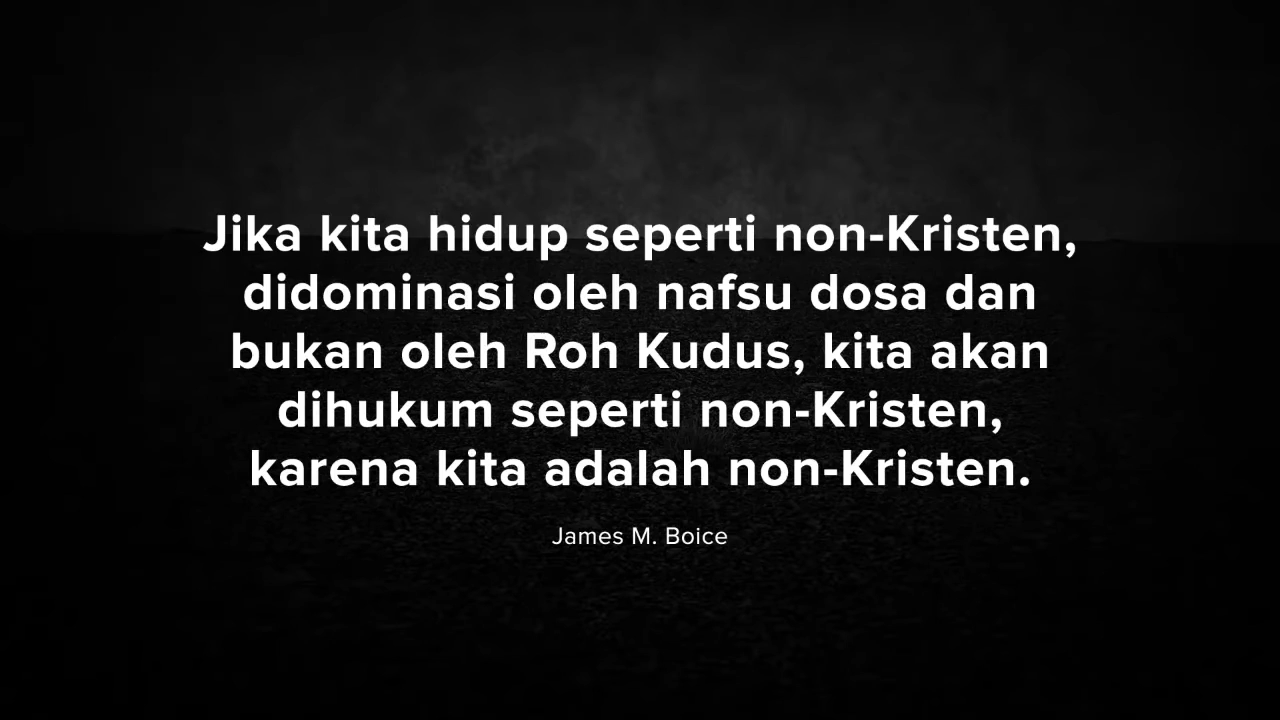 Jika kita hidup seperti non-Kristen,
didominasi oleh nafsu dosa dan
bukan oleh Roh Kudus, kita akan
dihukum seperti non-Kristen,
karena kita adalah non-Kristen.
James M. Boice